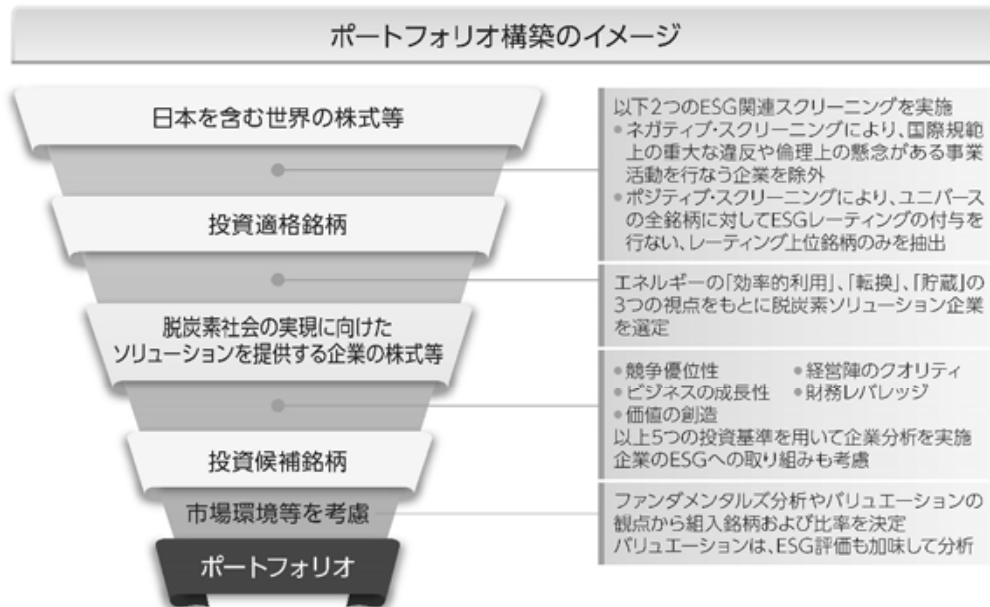 ポートフォリオ構築のイメージ
日本を含む世界の株式等
以下2つのESG関連スクリーニングを実施
●ネガティブ・スクリーニングにより、国際規範
上の重大な違反や倫理上の懸念がある事業
活動を行なう企業を除外
●ポジティブ・スクリーニングにより、ユニバース
の全銘柄に対してESGレーティングの付与を
行ない、レーティング上位銘柄のみを抽出
投資適格銘柄
エネルギーの「効率的利用」、「転換」、「貯蔵」の
3つの視点をもとに脱炭素ソリューション企業
を選定
脱炭素社会の実現に向けた
ソリューションを提供する企業の株式等
●競争優位性 ●経営陣のクオリティ
●ビジネスの成長性 ●財務レバレッジ
●価値の創造
以上5つの投資基準を用いて企業分析を実施
企業のESGへの取り組みも考慮
投資候補銘柄
市場環境等を考慮
ファンダメンタルズ分析やバリュエーションの
観点から組入銘柄および比率を決定
バリュエーションは、ESG評価も加味して分析
ポートフォリオ